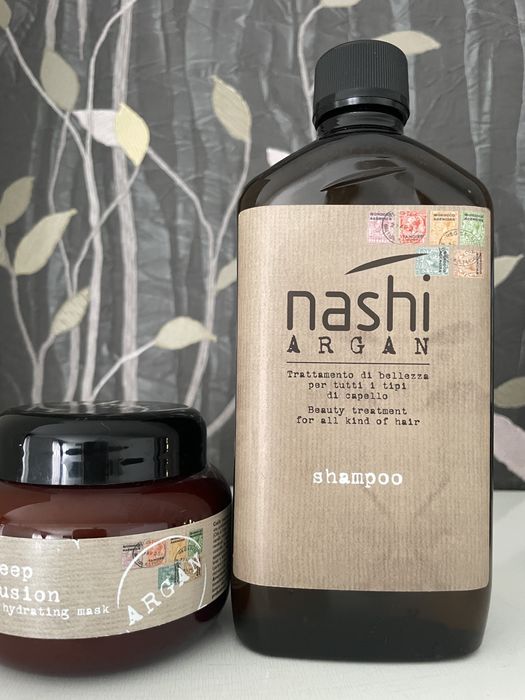 nashi
ARGAN
Trattamento di bellezza
per tutti i tipi
di capello
Beauty treatment
for all kind of hair
shampoo
eep
usion
hydrating mask
ARGAN